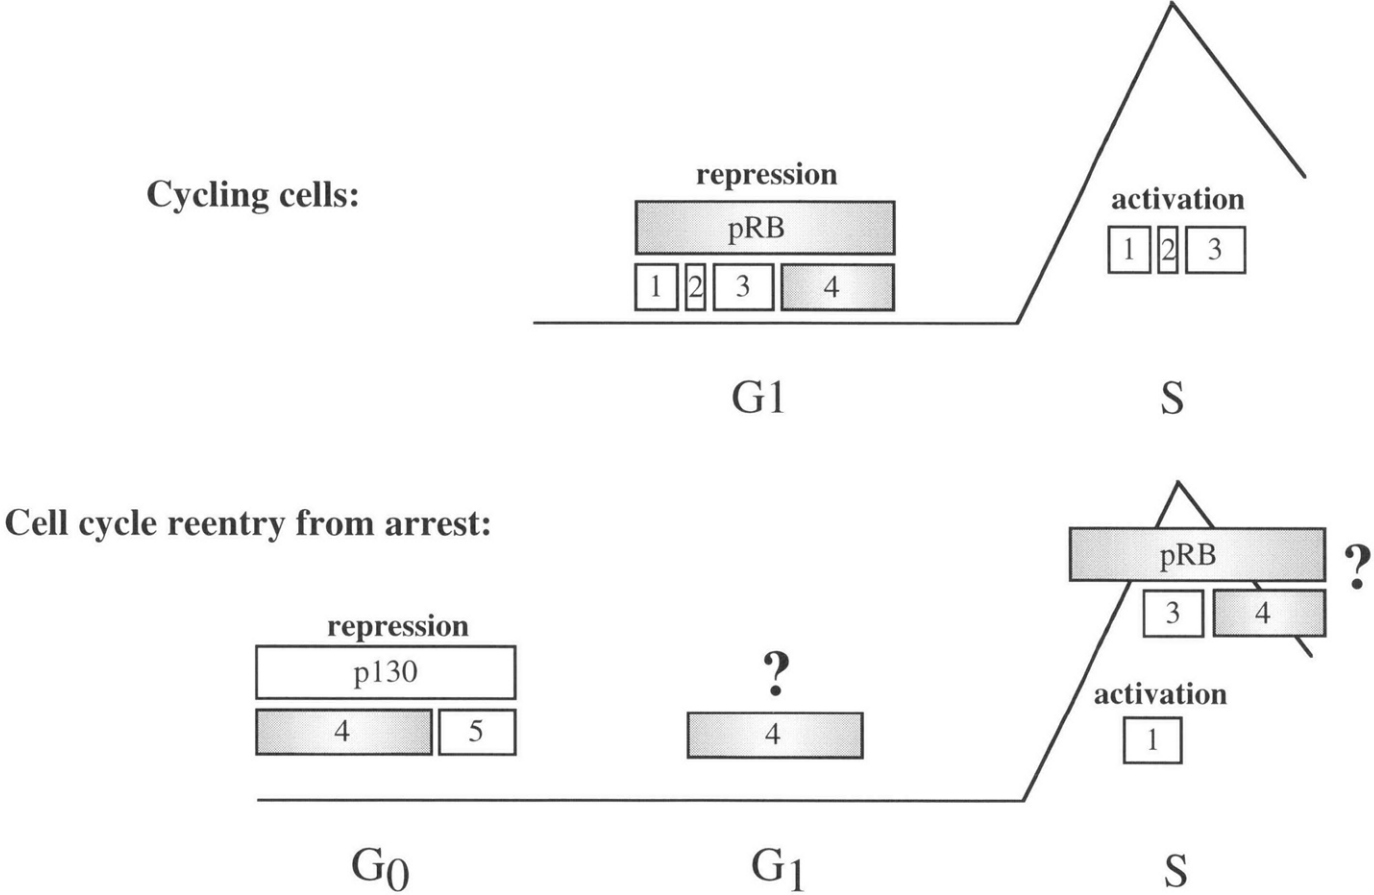 repression
Cycling cells:
activation
pRB
1 2 3
1 2 3 4
G1 S
Cell cycle reentry from arrest:
pRB ?
3 4
repression
p130 ?
activation
4 5 4 1
G0 G1 S